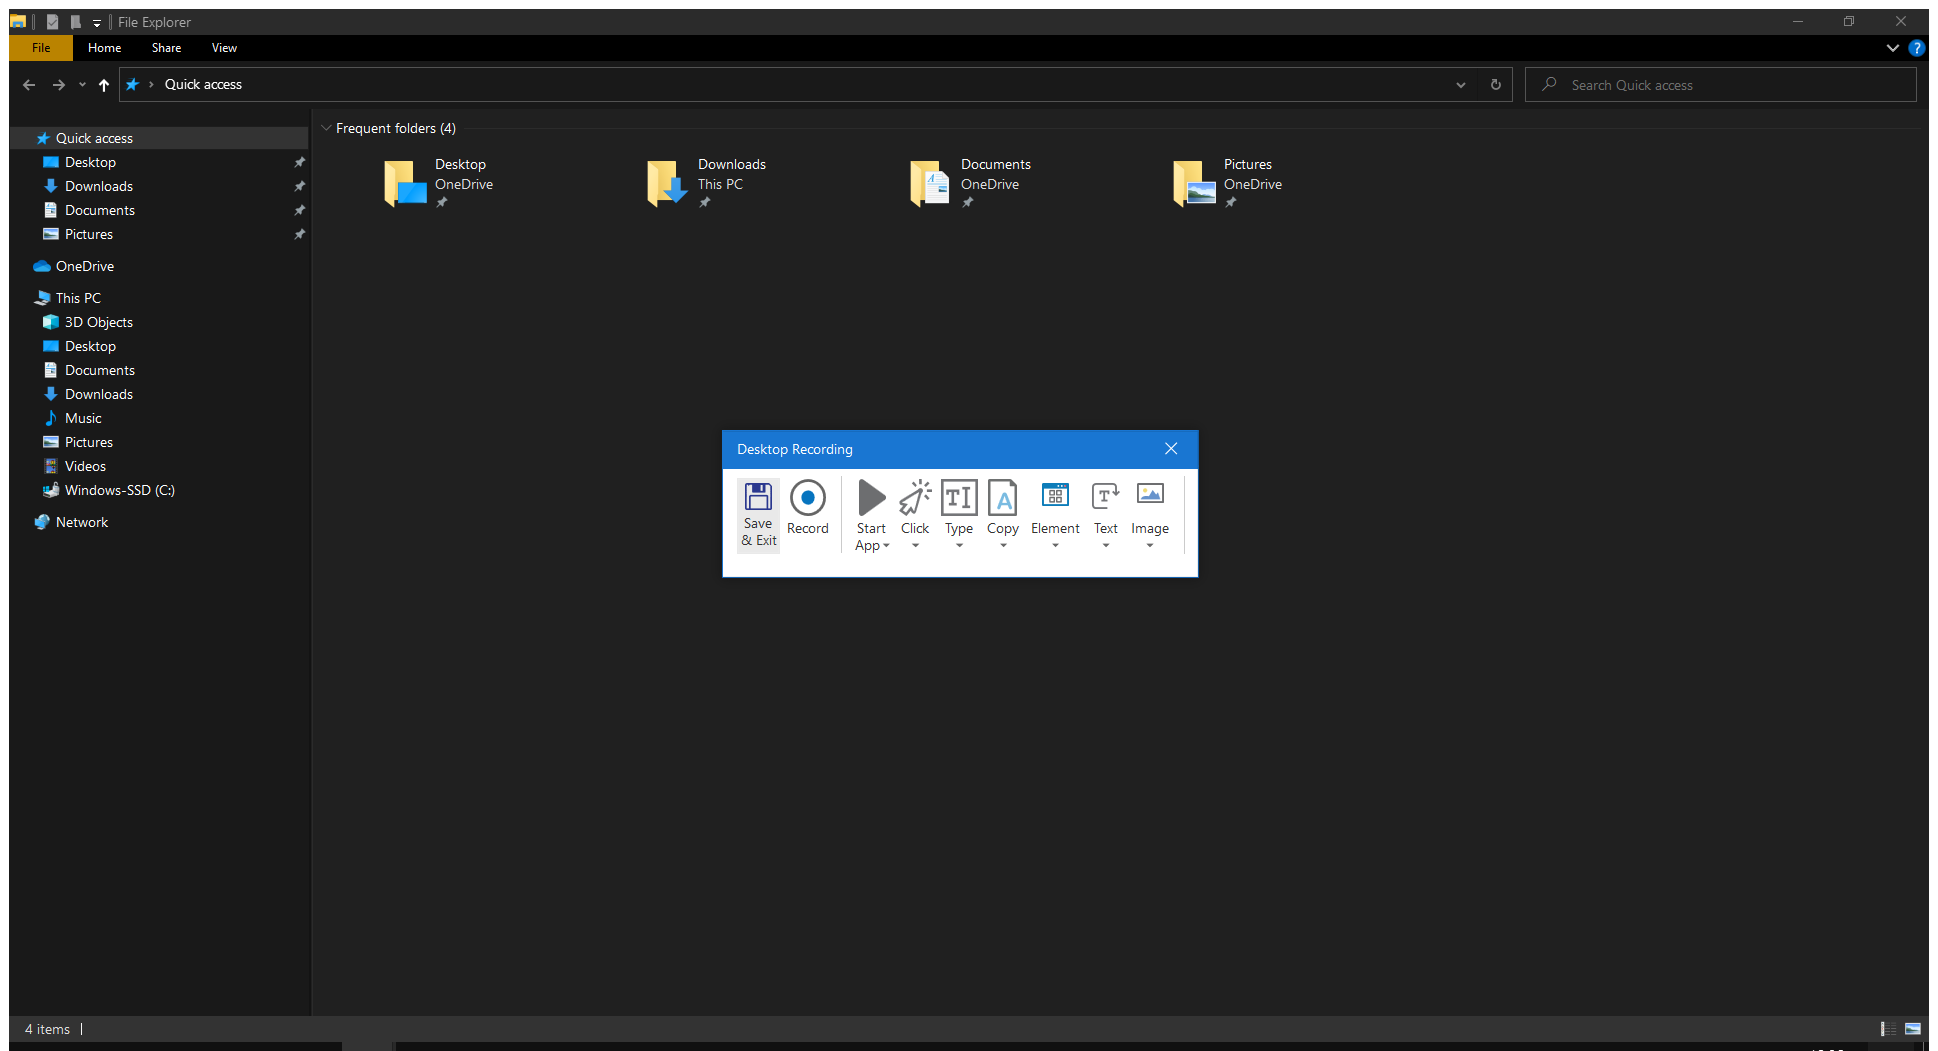 File Explorer
File Home Share View
?
Quick access
Search Quick access
Quick access
Desktop
Downloads
Documents
Pictures
OneDrive
This PC
3D Objects
Desktop
Documents
Downloads
Music
Pictures
Videos
Windows-SSD (C:)
Network
Frequent folders (4)
Desktop
OneDrive
Downloads
This PC
Documents
OneDrive
Pictures
OneDrive
Desktop Recording
Save
& Exit
Record
Start
App
Click
Type
Copy
Element
Text
Image
4 items